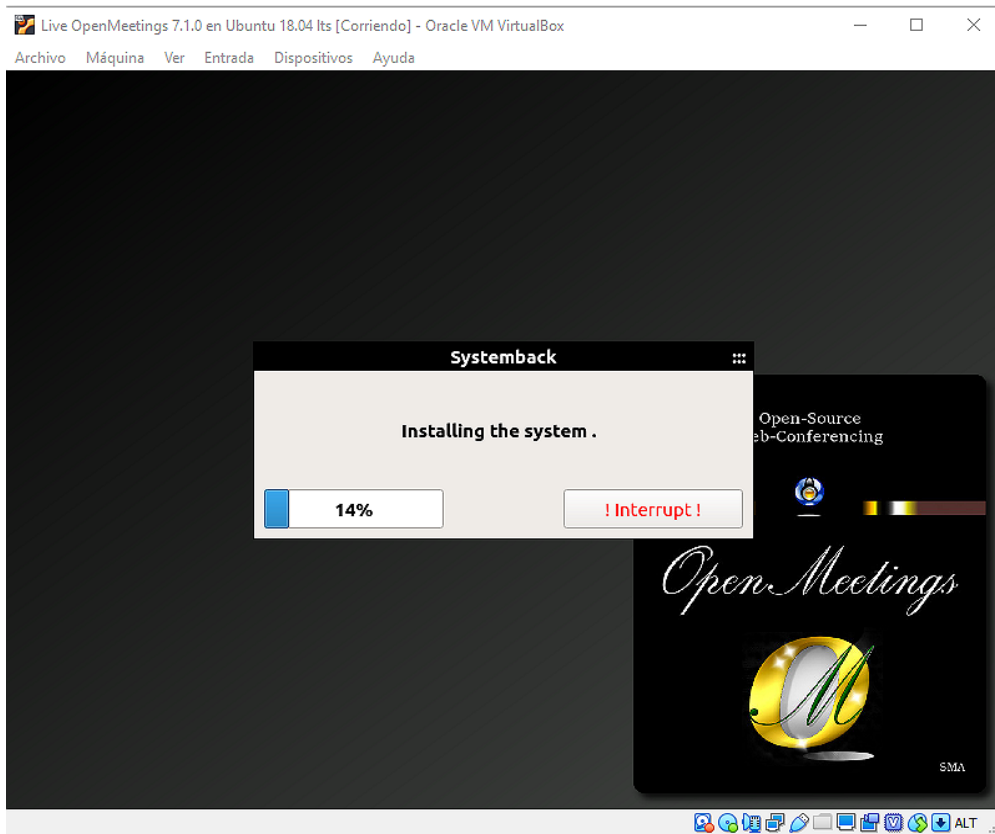 Live OpenMeetings 7.1.0 en Ubuntu 18.04 lts [Corriendo] - Oracle VM VirtualBox
Archivo Máquina Ver Entrada Dispositivos Ayuda
Systemback
Installing the system .
14%
! Interrupt !
Open-Source
eb-Conferencing
OpenMeetings
OM
SMA
ALT